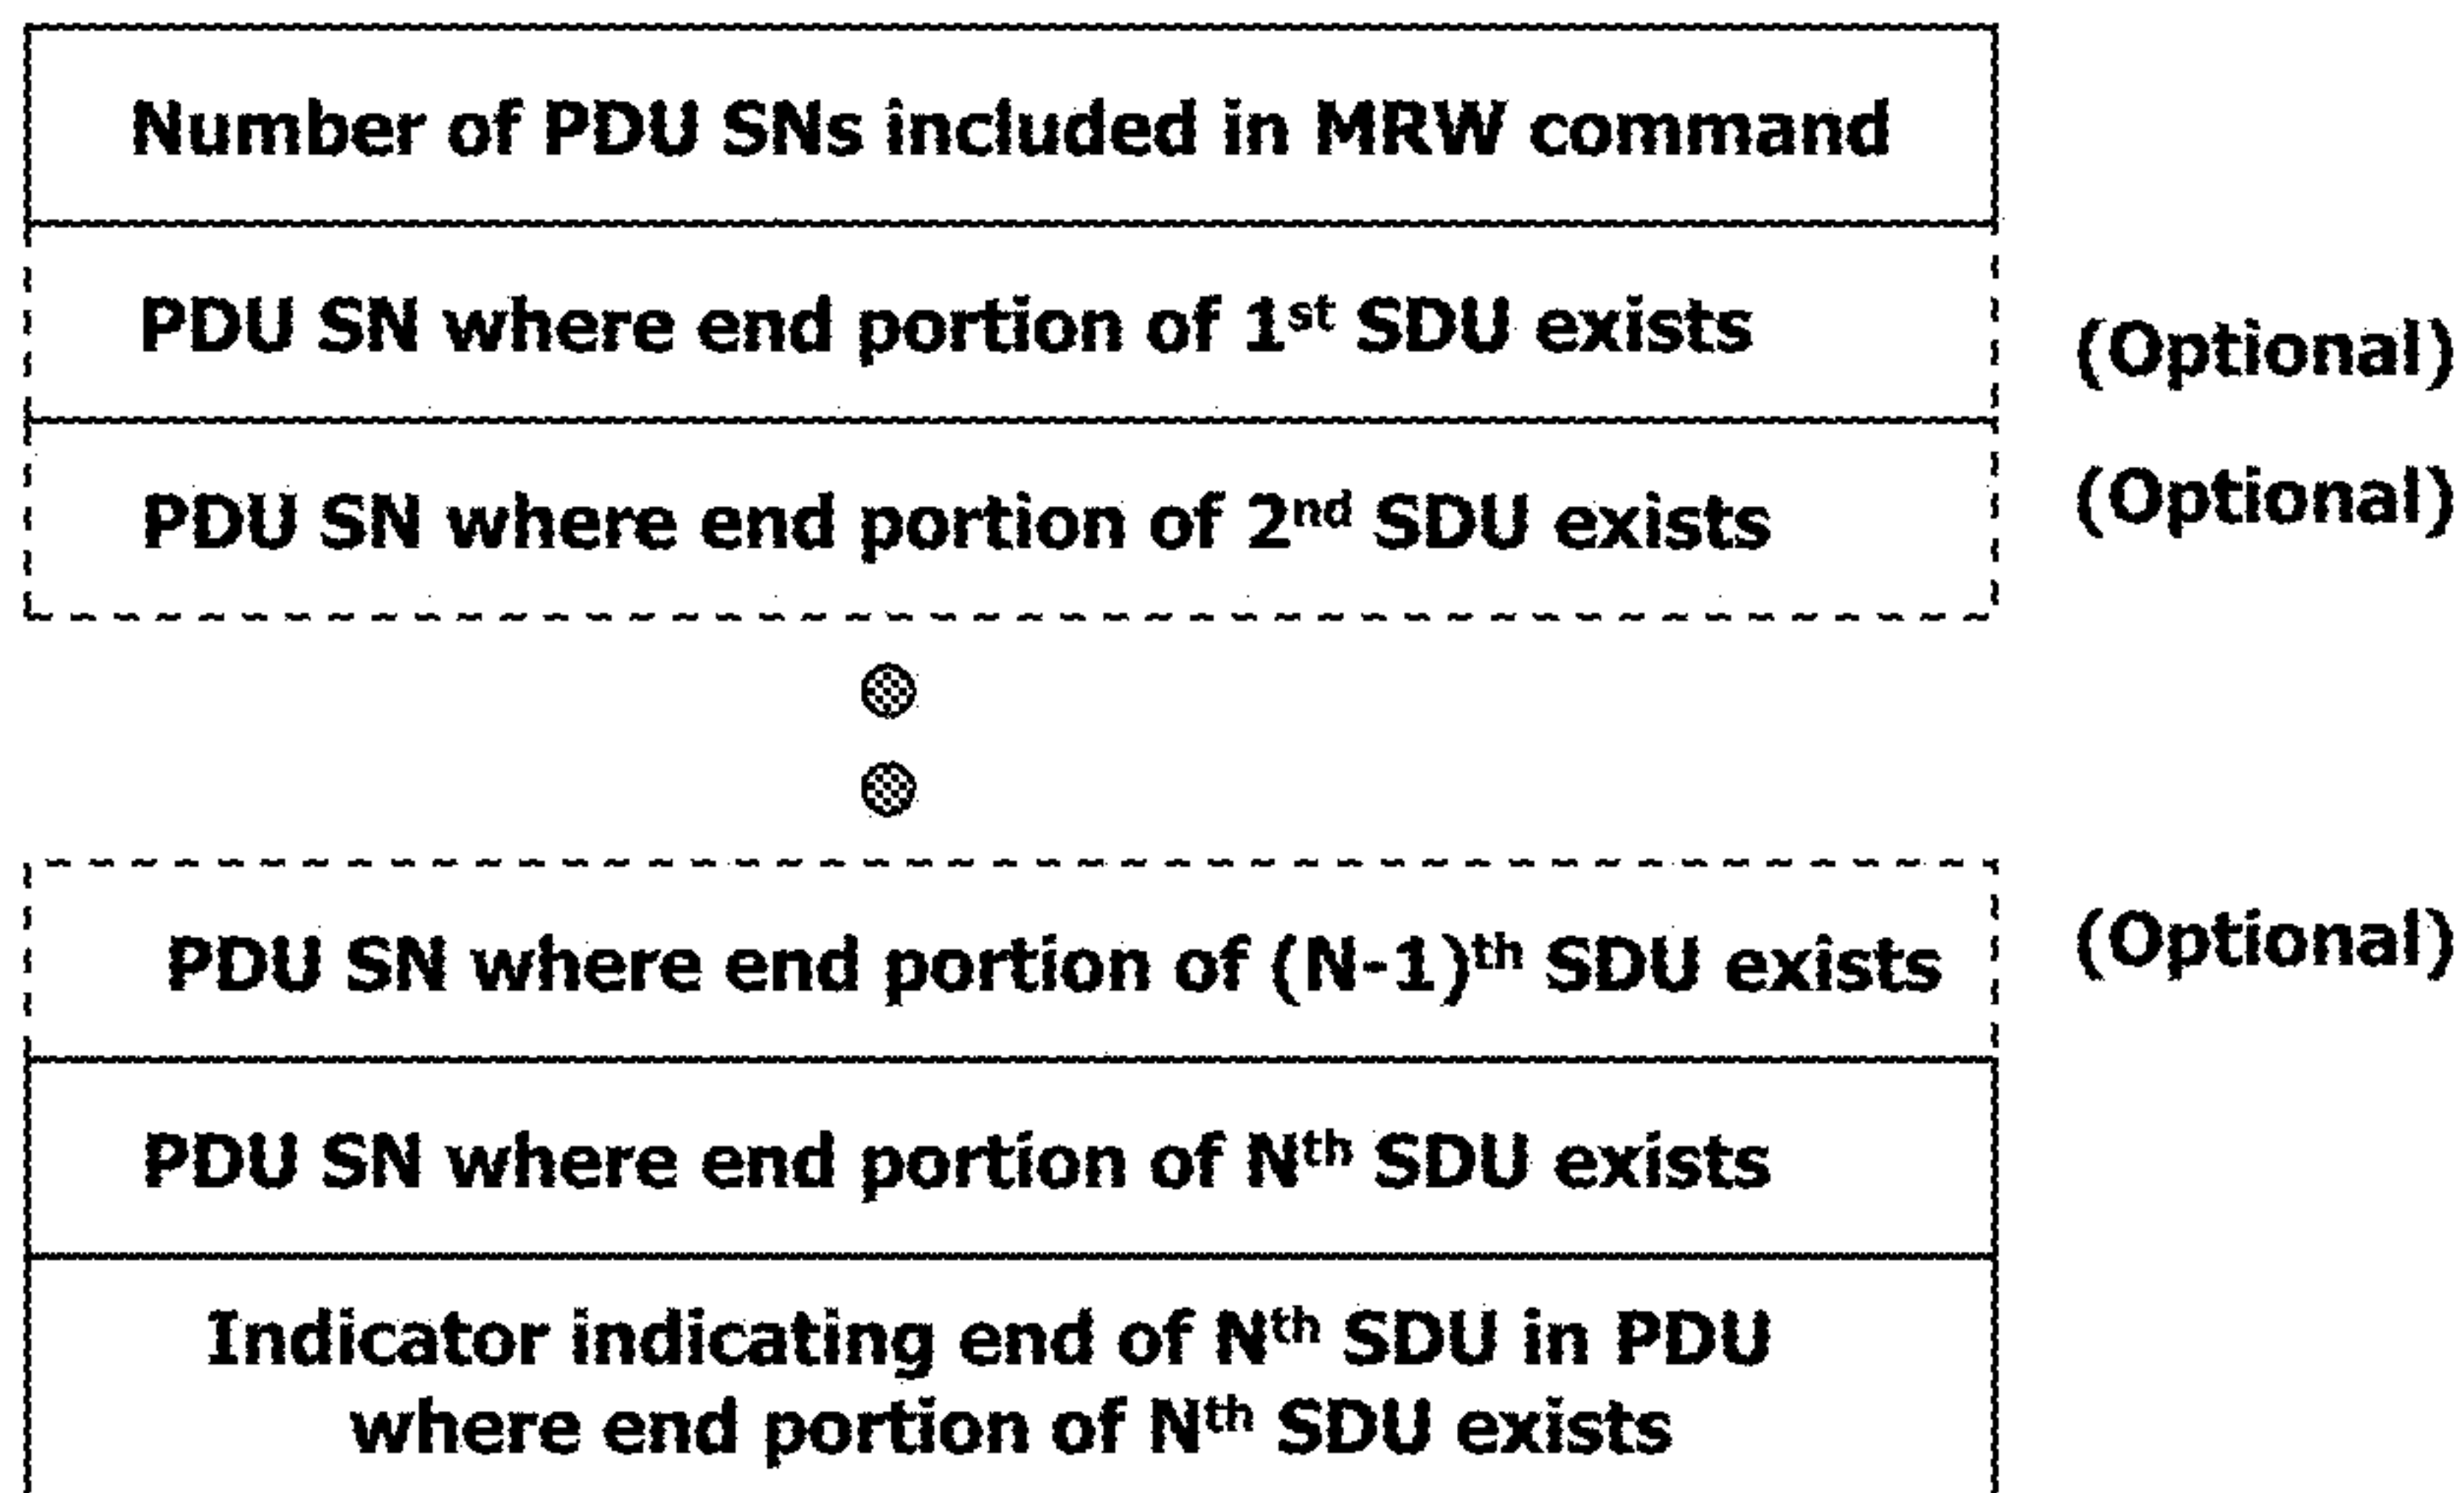 Number of PDU SNs included in MRW command
PDU SN where end portion of 1st SDU exists
(Optional)
PDU SN where end portion of 2nd SDU exists
(Optional)
PDU SN where end portion of (N-1)th SDU exists
(Optional)
PDU SN where end portion of Nth SDU exists
Indicator indicating end of Nth SDU in PDU
where end portion of Nth SDU exists